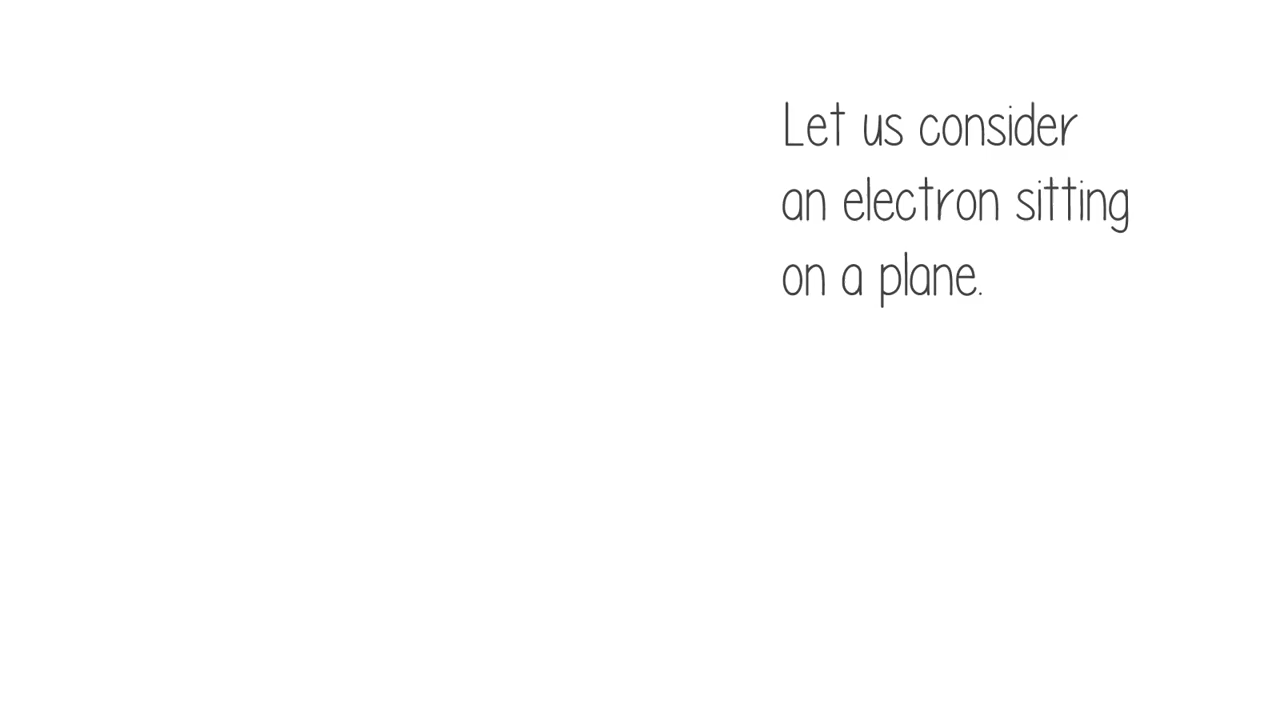 Let us consider
an electron sitting
on a plane.